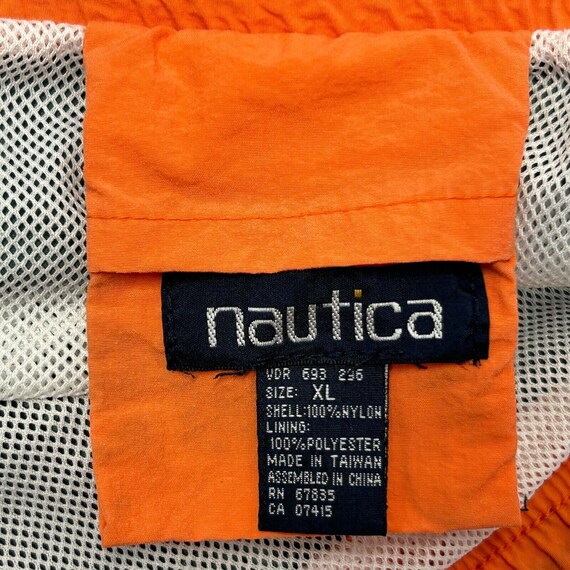 nautica
VDR 693 296
SIZE: XL
SHELL:100%NYLON
LINING:
100%POLYESTER
MADE IN TAIWAN
ASSEMBLED IN CHINA
RN 67835
CA 07415